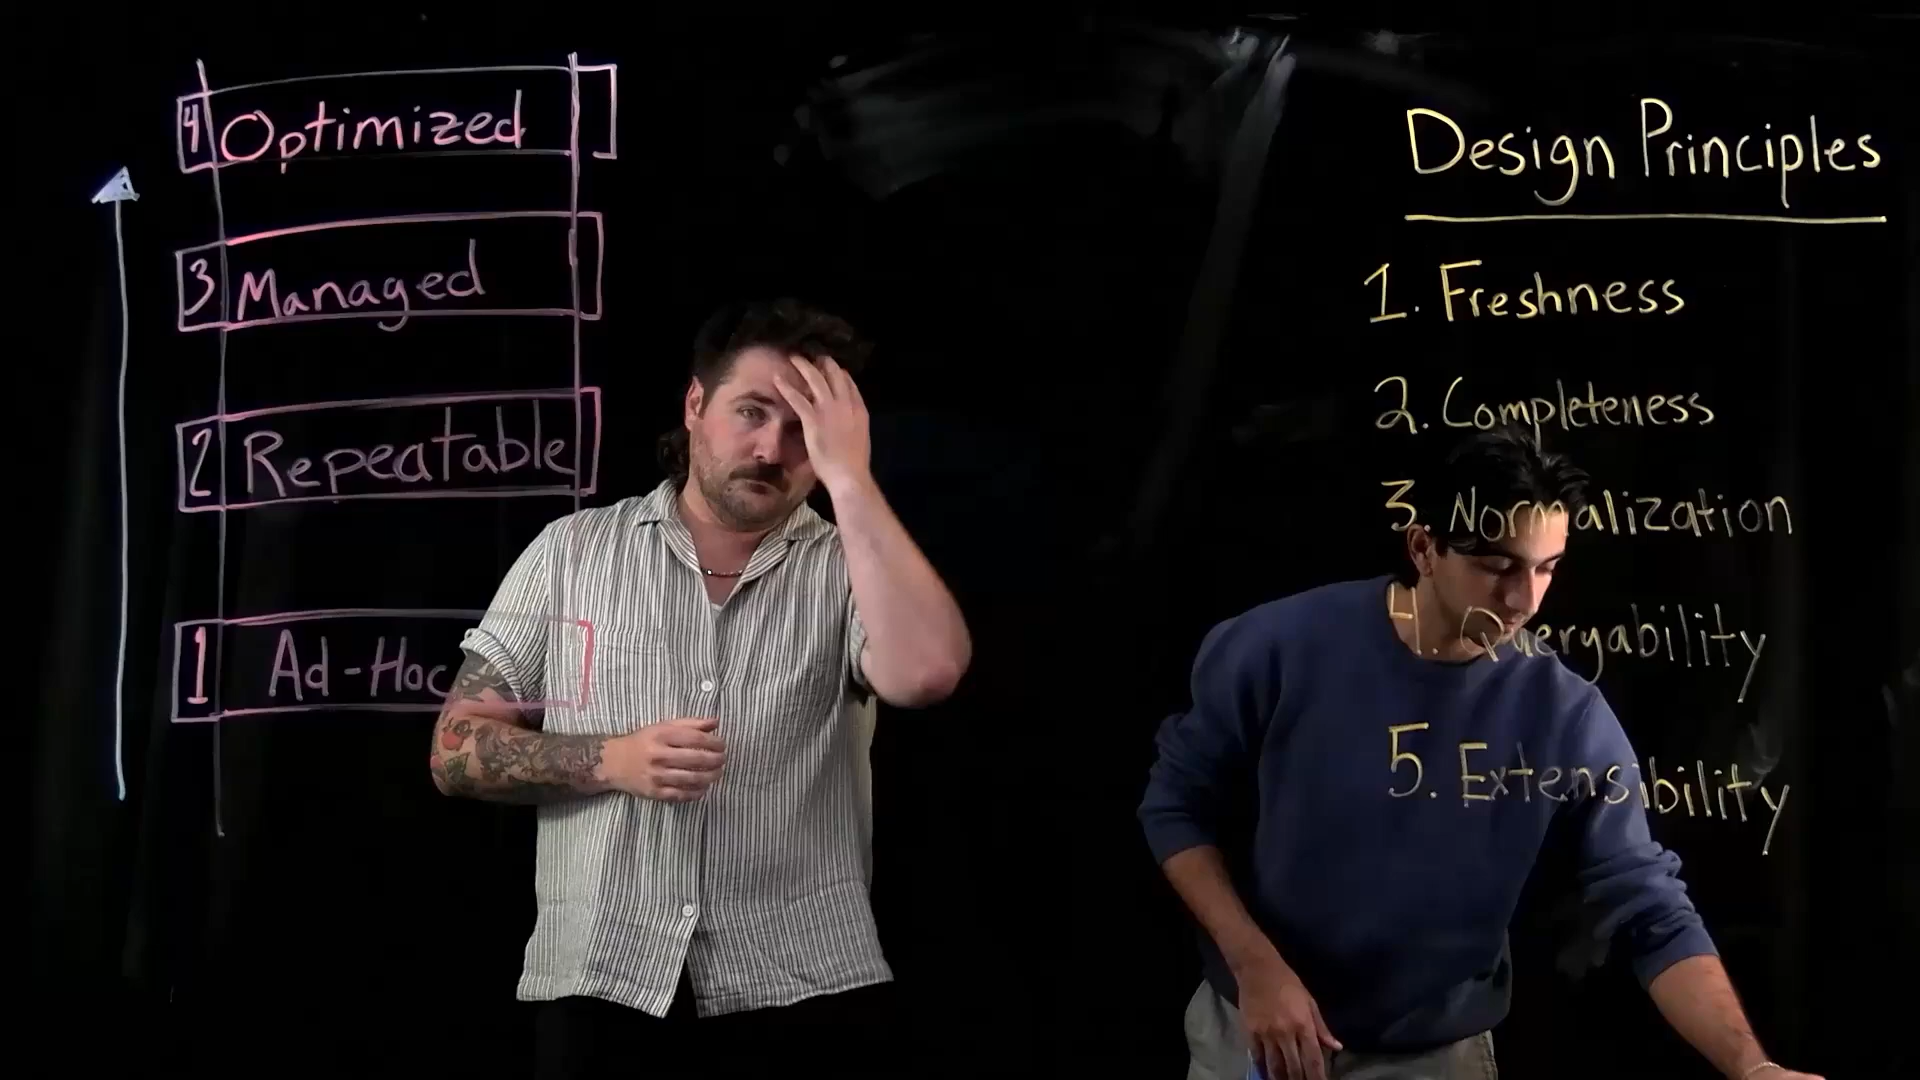 4 Optimized
3 Managed
2 Repeatable
1 Ad-Hoc
Design Principles
1. Freshness
2. Completeness
3. Normalization
4. Queryability
5. Extensibility